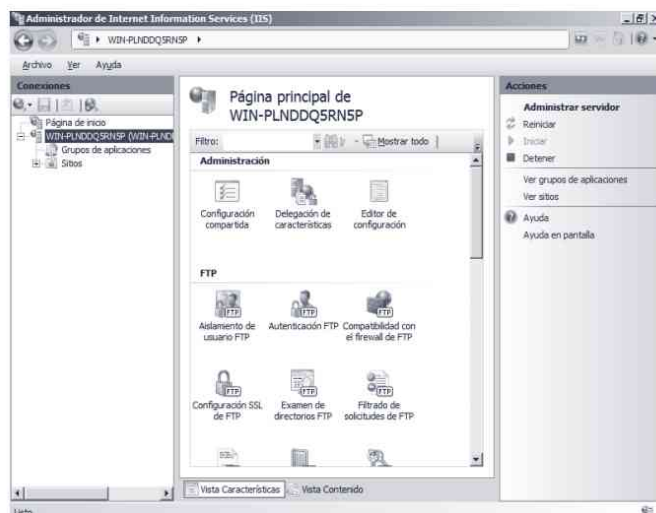 Administrador de Internet Information Services (IIS)
WIN-PLNDDQ5RN5P
Archivo Ver Ayuda
Conexiones
Página de inicio
WIN-PLNDDQ5RN5P (WIN-PLND
Grupos de aplicaciones
Sitios
Página principal de
WIN-PLNDDQ5RN5P
Filtro:
Mostrar todo
Administración
Configuración compartida
Delegación de características
Editor de configuración
FTP
Aislamiento de usuario FTP
Autenticación FTP
Compatibilidad con el firewall de FTP
Configuración SSL de FTP
Examen de directorios FTP
Filtrado de solicitudes de FTP
Vista Características
Vista Contenido
Acciones
Administrar servidor
Reiniciar
Iniciar
Detener
Ver grupos de aplicaciones
Ver sitios
Ayuda
Ayuda en pantalla
Listo